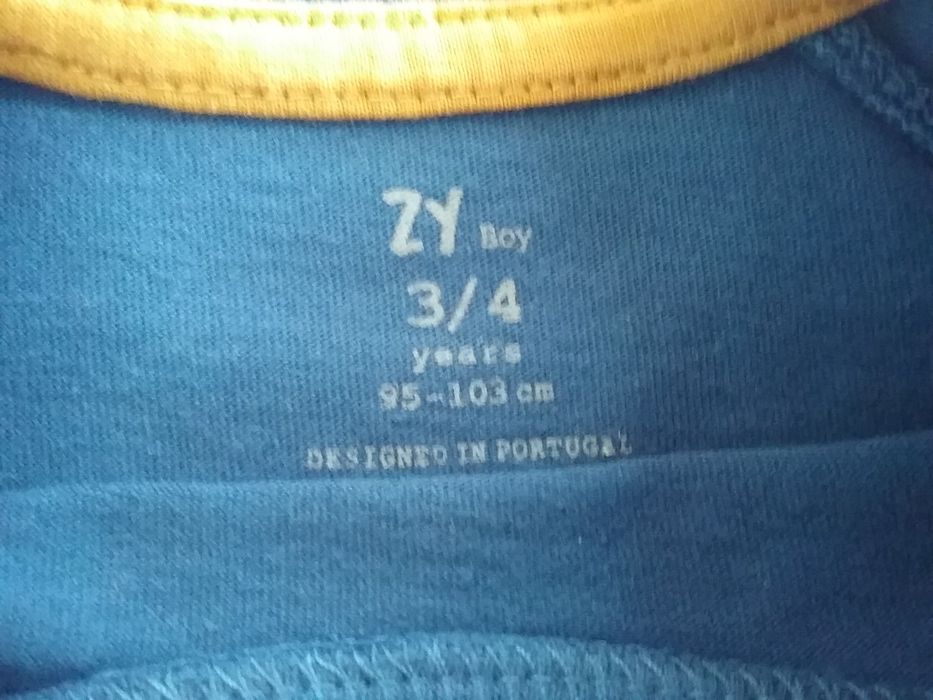 ZY Boy
3/4
years
95-103 cm
DESIGNED IN PORTUGAL